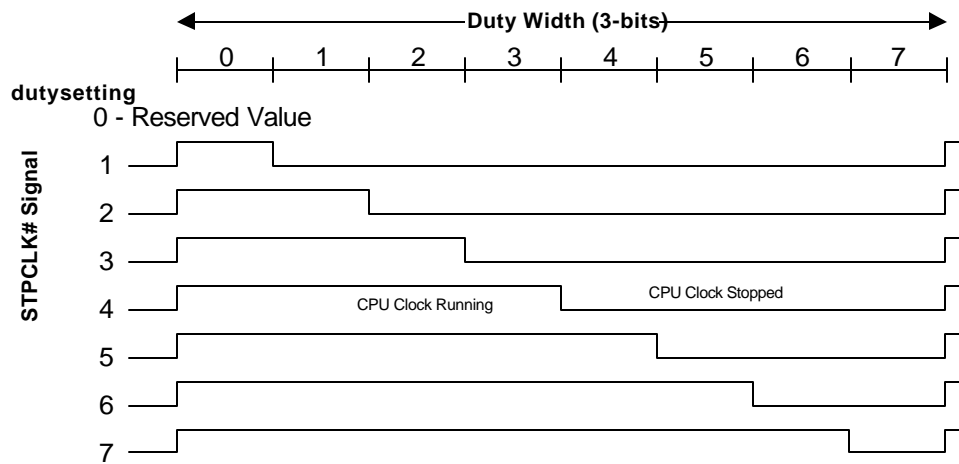 Duty Width (3-bits)
0 1 2 3 4 5 6 7
dutysetting
0 - Reserved Value
STPCLK# Signal
1
2
3
4 CPU Clock Running CPU Clock Stopped
5
6
7